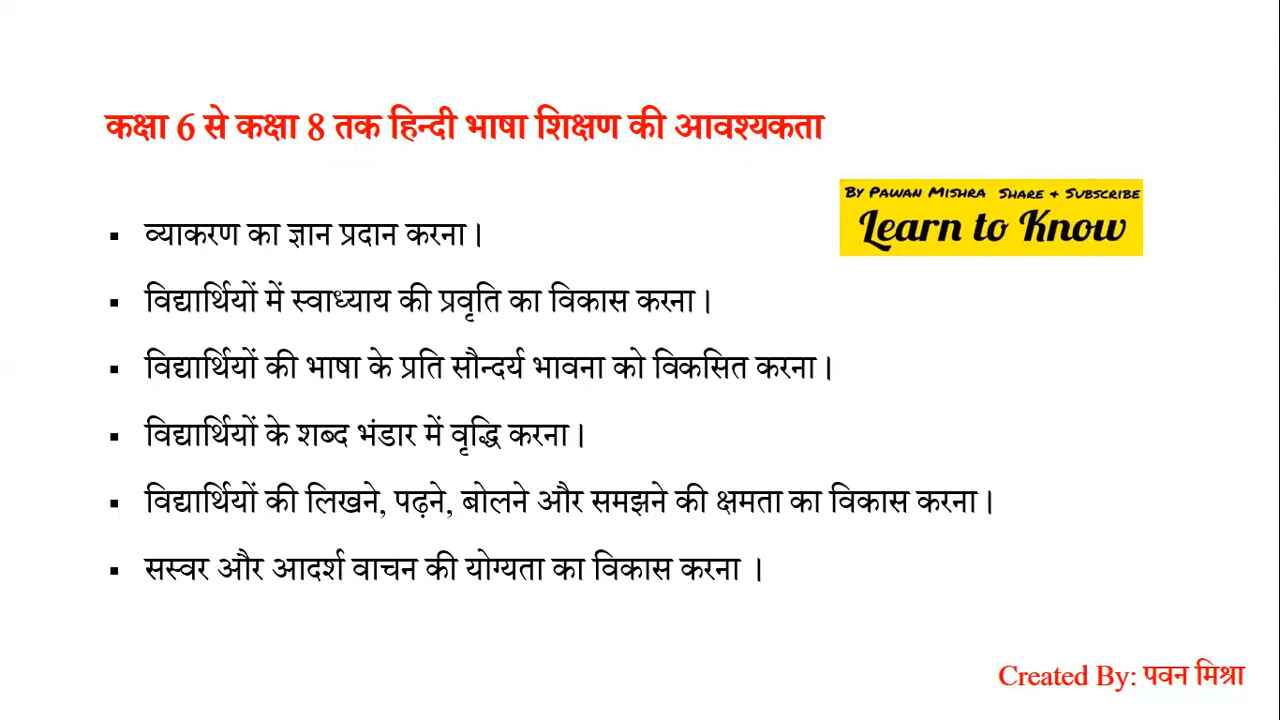 कक्षा 6 से कक्षा 8 तक हिन्दी भाषा शिक्षण की आवश्यकता
By Pawan Mishra Share & Subscribe
Learn to Know
▪ व्याकरण का ज्ञान प्रदान करना।
▪ विद्यार्थियों में स्वाध्याय की प्रवृति का विकास करना।
▪ विद्यार्थियों की भाषा के प्रति सौन्दर्य भावना को विकसित करना।
▪ विद्यार्थियों के शब्द भंडार में वृद्धि करना।
▪ विद्यार्थियों की लिखने, पढ़ने, बोलने और समझने की क्षमता का विकास करना।
▪ सस्वर और आदर्श वाचन की योग्यता का विकास करना ।
Created By: पवन मिश्रा